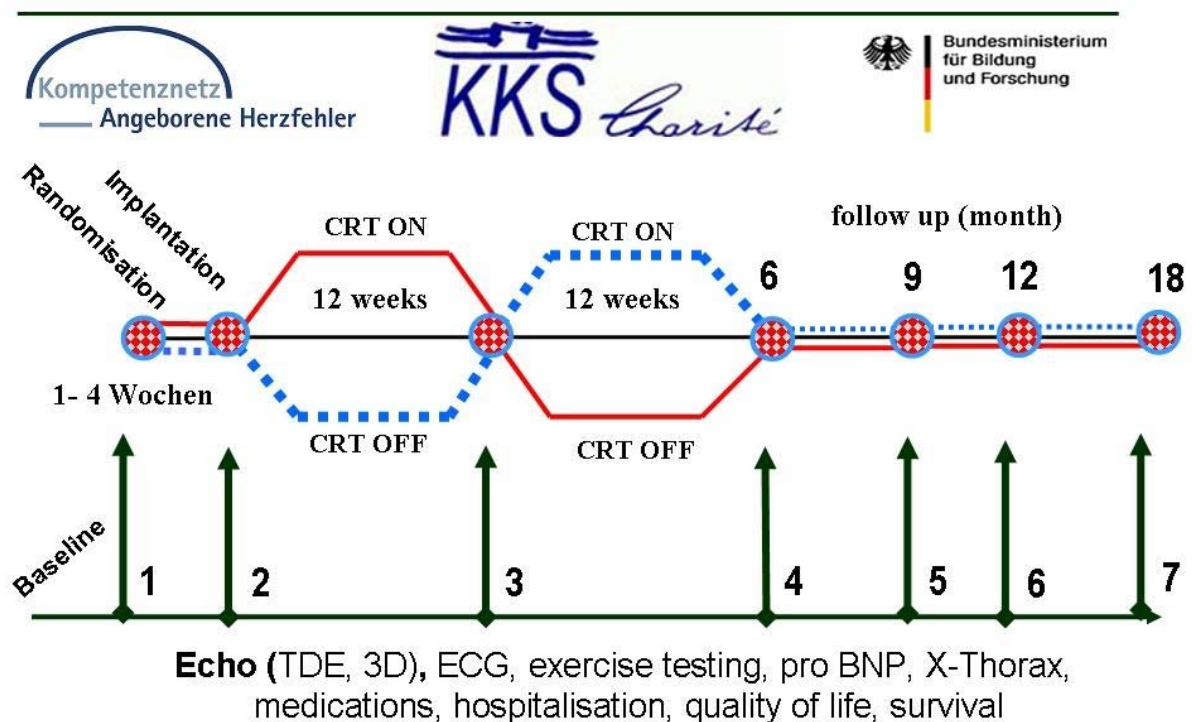 Kompetenznetz
Angeborene Herzfehler
KKS Charité
Bundesministerium
für Bildung
und Forschung
Randomisation
Implantation
CRT ON
CRT ON
follow up (month)
12 weeks
12 weeks
6
9
12
18
1- 4 Wochen
CRT OFF
CRT OFF
Baseline
1
2
3
4
5
6
7
Echo (TDE, 3D), ECG, exercise testing, pro BNP, X-Thorax,
medications, hospitalisation, quality of life, survival